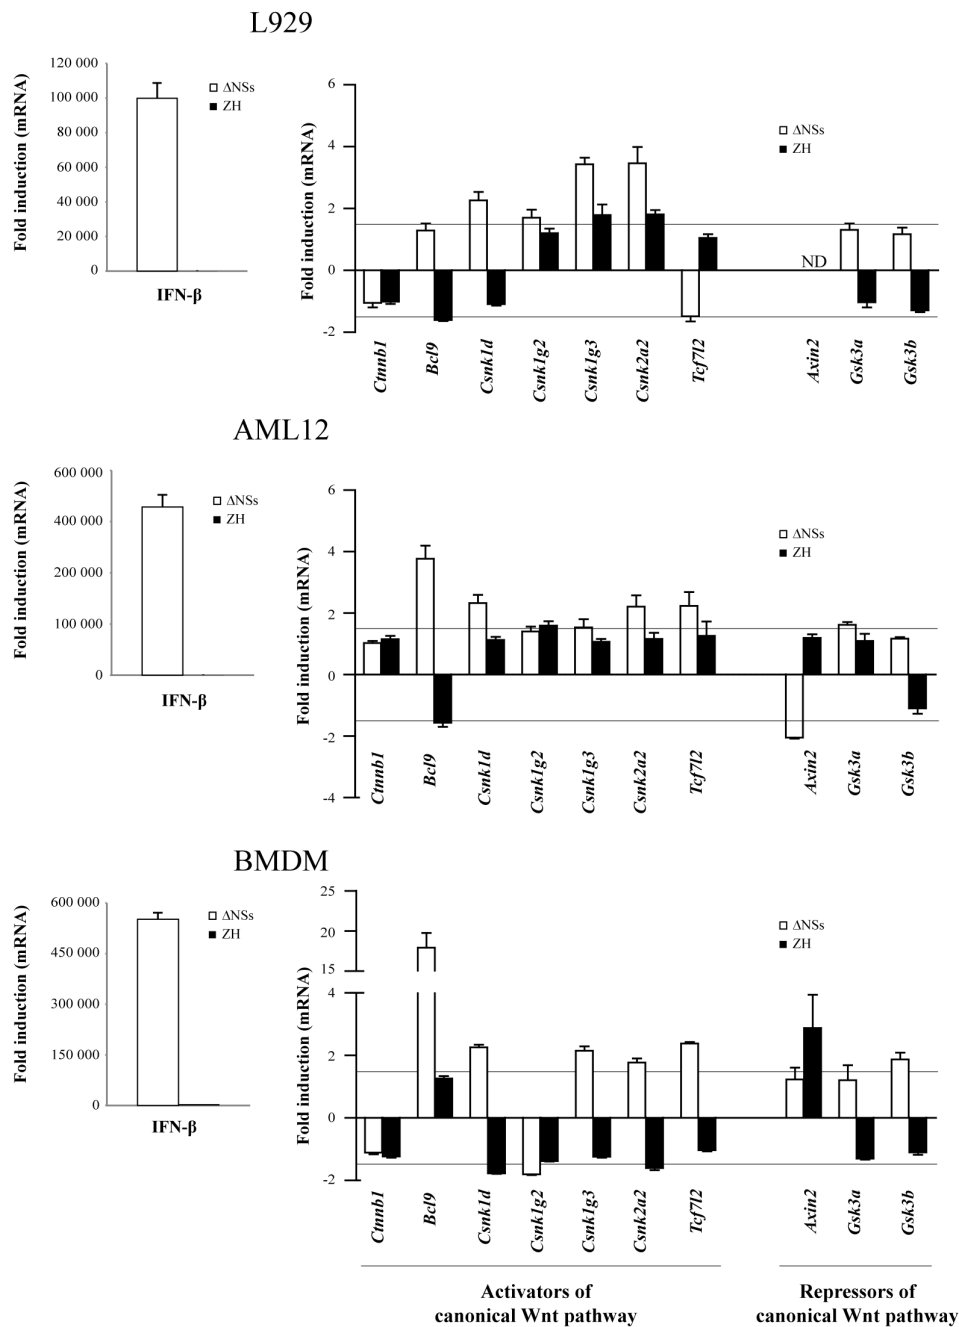 L929
Fold induction (mRNA)
120 000
100 000
80 000
60 000
40 000
20 000
0
IFN-β
ΔNSs
ZH
Fold induction (mRNA)
6
4
2
0
-2
ΔNSs
ZH
ND
Ctnnb1
Bcl9
Csnk1d
Csnk1g2
Csnk1g3
Csnk2a2
Tcf7l2
Axin2
Gsk3a
Gsk3b
AML12
Fold induction (mRNA)
600 000
400 000
200 000
100 000
0
IFN-β
ΔNSs
ZH
Fold induction (mRNA)
6
4
2
0
-2
-4
ΔNSs
ZH
Ctnnb1
Bcl9
Csnk1d
Csnk1g2
Csnk1g3
Csnk2a2
Tcf7l2
Axin2
Gsk3a
Gsk3b
BMDM
Fold induction (mRNA)
600 000
450 000
300 000
150 000
0
IFN-β
ΔNSs
ZH
Fold induction (mRNA)
25
20
15
4
2
0
-2
ΔNSs
ZH
Ctnnb1
Bcl9
Csnk1d
Csnk1g2
Csnk1g3
Csnk2a2
Tcf7l2
Axin2
Gsk3a
Gsk3b
Activators of
canonical Wnt pathway
Repressors of
canonical Wnt pathway